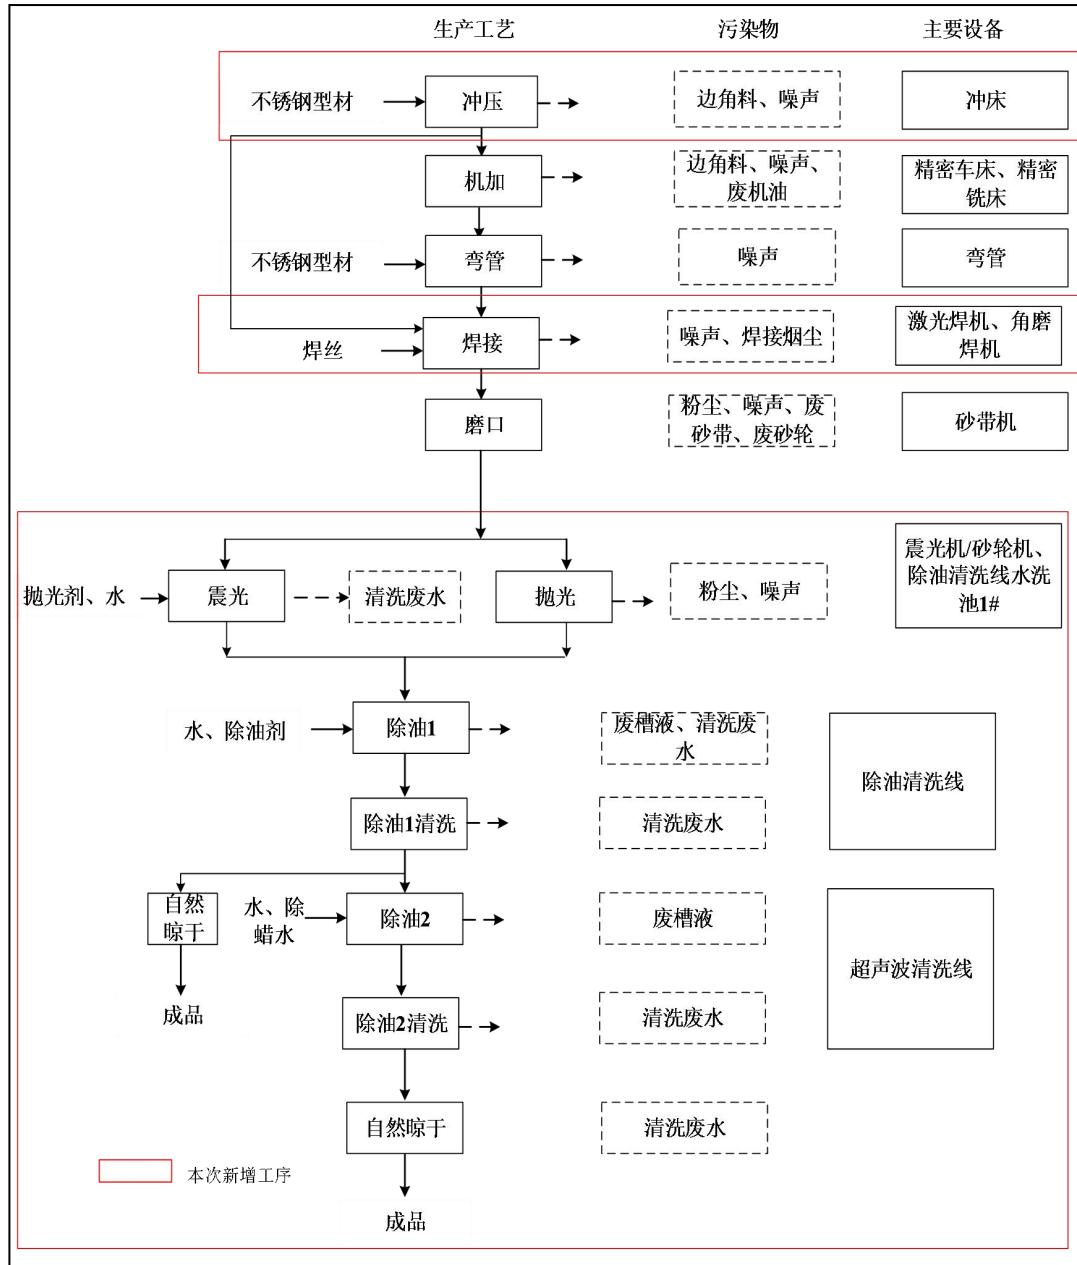 生产工艺
污染物
主要设备
不锈钢型材
冲压
边角料、噪声
冲床
机加
边角料、噪声、
废机油
精密车床、精密
铣床
不锈钢型材
弯管
噪声
弯管
焊丝
焊接
噪声、焊接烟尘
激光焊机、角磨
焊机
磨口
粉尘、噪声、废
砂带、废砂轮
砂带机
抛光剂、水
震光
清洗废水
抛光
粉尘、噪声
震光机/砂轮机、
除油清洗线水洗
池1#
水、除油剂
除油1
废槽液、清洗废
水
除油清洗线
除油1清洗
清洗废水
自然
晾干
水、除
蜡水
除油2
废槽液
超声波清洗线
成品
除油2清洗
清洗废水
自然晾干
清洗废水
本次新增工序
成品